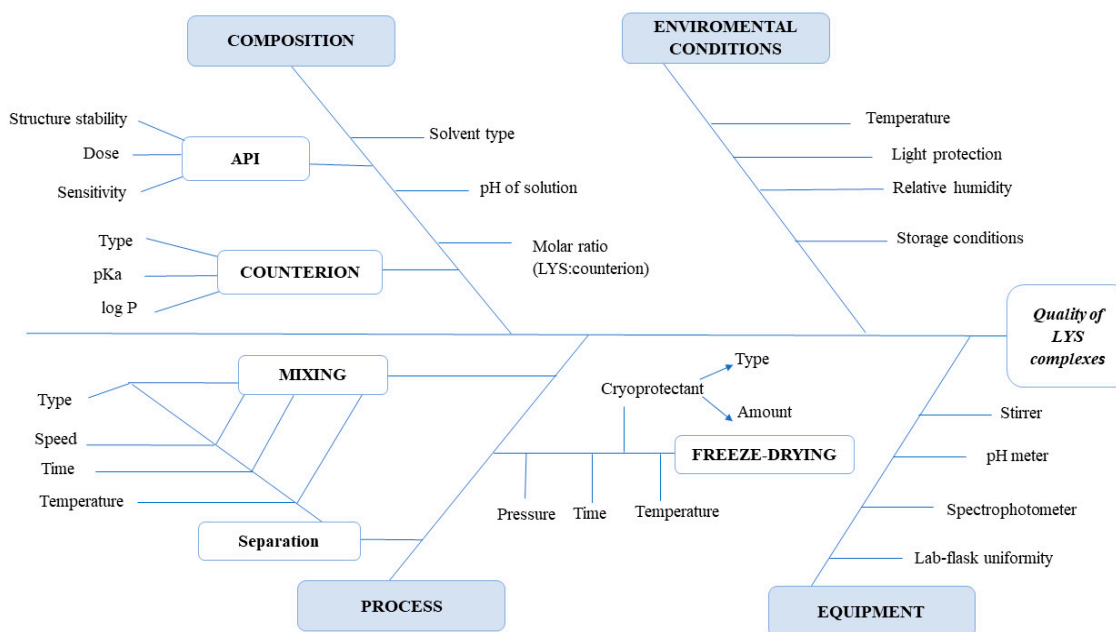 COMPOSITION
ENVIROMENTAL
CONDITIONS
Structure stability
Dose
Sensitivity
API
Solvent type
pH of solution
Molar ratio
(LYS:counterion)
Type
pKa
log P
COUNTERION
Temperature
Light protection
Relative humidity
Storage conditions
Quality of
LYS
complexes
MIXING
Type
Speed
Time
Temperature
Separation
Cryoprotectant
Type
Amount
FREEZE-DRYING
Pressure
Time
Temperature
Stirrer
pH meter
Spectrophotometer
Lab-flask uniformity
PROCESS
EQUIPMENT